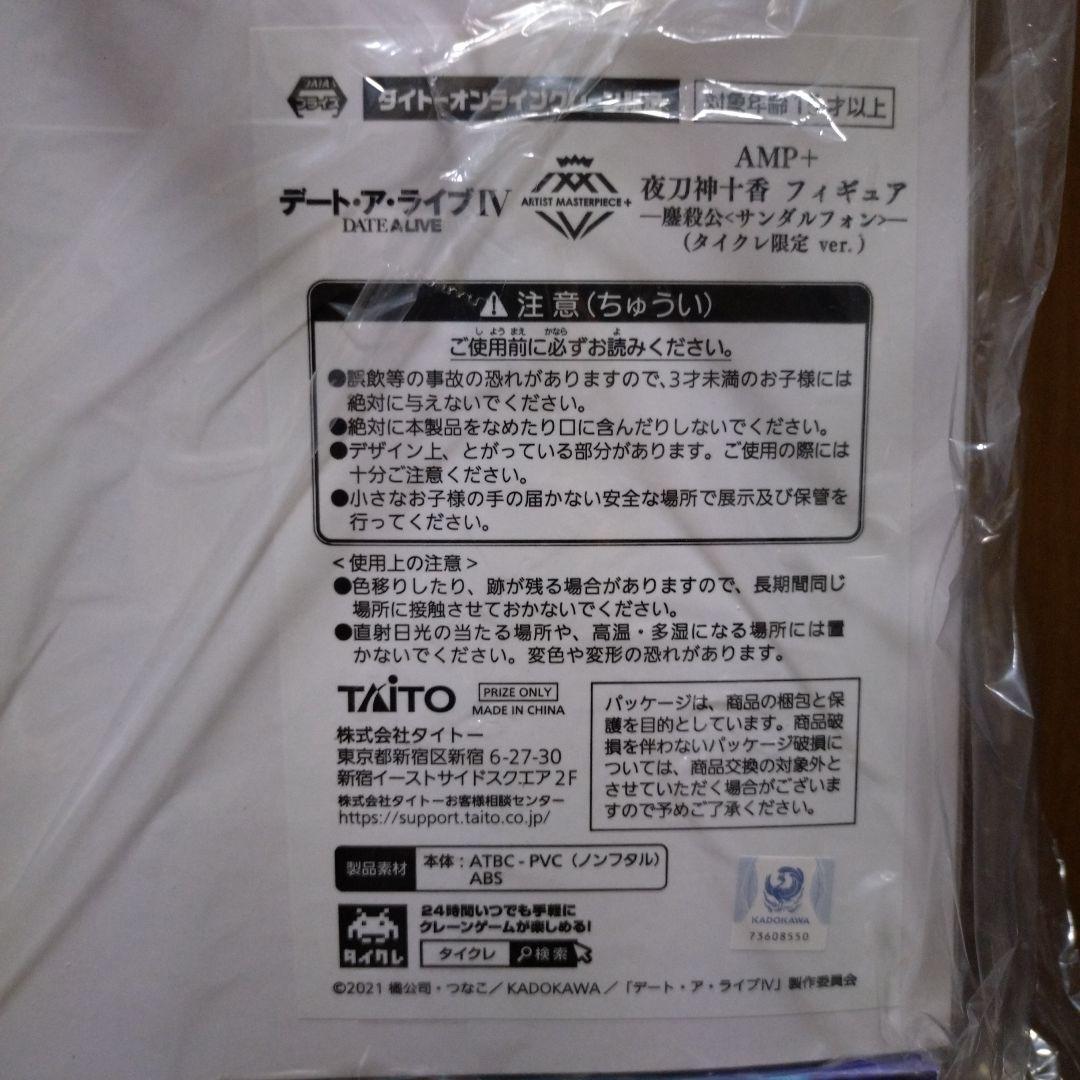 JAIA
プライズ
タイトーオンラインクレーン限定
対象年齢15才以上
デート・ア・ライブIV
DATE A LIVE
ARTIST MASTERPIECE+
AMP+
夜刀神十香 フィギュア
―鏖殺公<サンダルフォン>―
(タイクレ限定 ver.)
注意(ちゅうい)
しようまえ かなら よ
ご使用前に必ずお読みください。
●誤飲等の事故の恐れがありますので、3才未満のお子様には
絶対に与えないでください。
●絶対に本製品をなめたり口に含んだりしないでください。
●デザイン上、とがっている部分があります。ご使用の際には
十分ご注意ください。
●小さなお子様の手の届かない安全な場所で展示及び保管を
行ってください。
<使用上の注意>
●色移りしたり、跡が残る場合がありますので、長期間同じ
場所に接触させておかないでください。
●直射日光の当たる場所や、高温・多湿になる場所には置
かないでください。変色や変形の恐れがあります。
TAITO
PRIZE ONLY
MADE IN CHINA
株式会社タイトー
東京都新宿区新宿 6-27-30
新宿イーストサイドスクエア 2F
株式会社タイトーお客様相談センター
https://support.taito.co.jp/
パッケージは、商品の梱包と保
護を目的としています。商品破
損を伴わないパッケージ破損に
ついては、商品交換の対象外と
させていただく場合がございま
すので予めご了承ください。
製品素材
本体:ATBC-PVC(ノンフタル)
ABS
タイクレ
24時間いつでも手軽に
クレーンゲームが楽しめる!
タイクレ 検索
KADOKAWA
73608550
©2021 橘公司・つなこ/KADOKAWA/「デート・ア・ライブIV」製作委員会